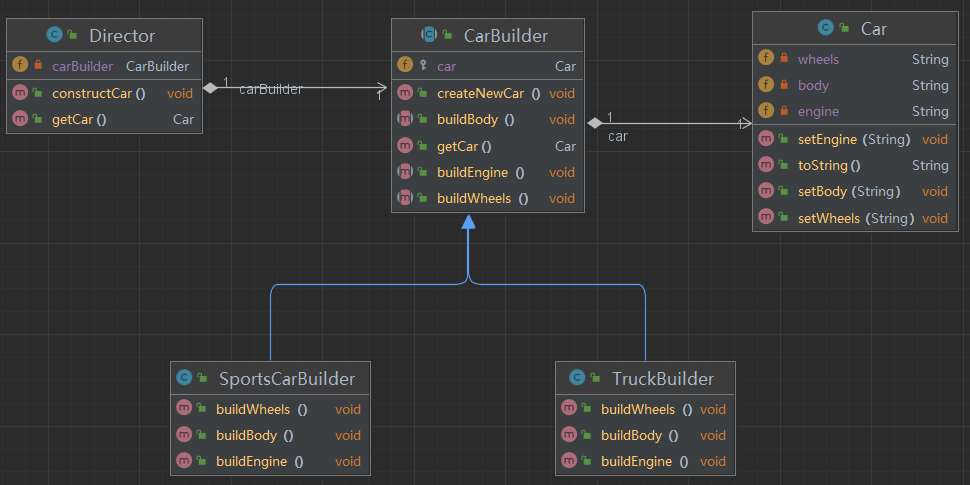 Director
carBuilder CarBuilder
constructCar() void
getCar() Car
1
carBuilder
1
CarBuilder
car Car
createNewCar () void
buildBody () void
getCar() Car
buildEngine () void
buildWheels () void
1
car
1
Car
wheels String
body String
engine String
setEngine (String) void
toString() String
setBody (String) void
setWheels (String) void
SportsCarBuilder
buildWheels () void
buildBody () void
buildEngine () void
TruckBuilder
buildWheels () void
buildBody () void
buildEngine () void